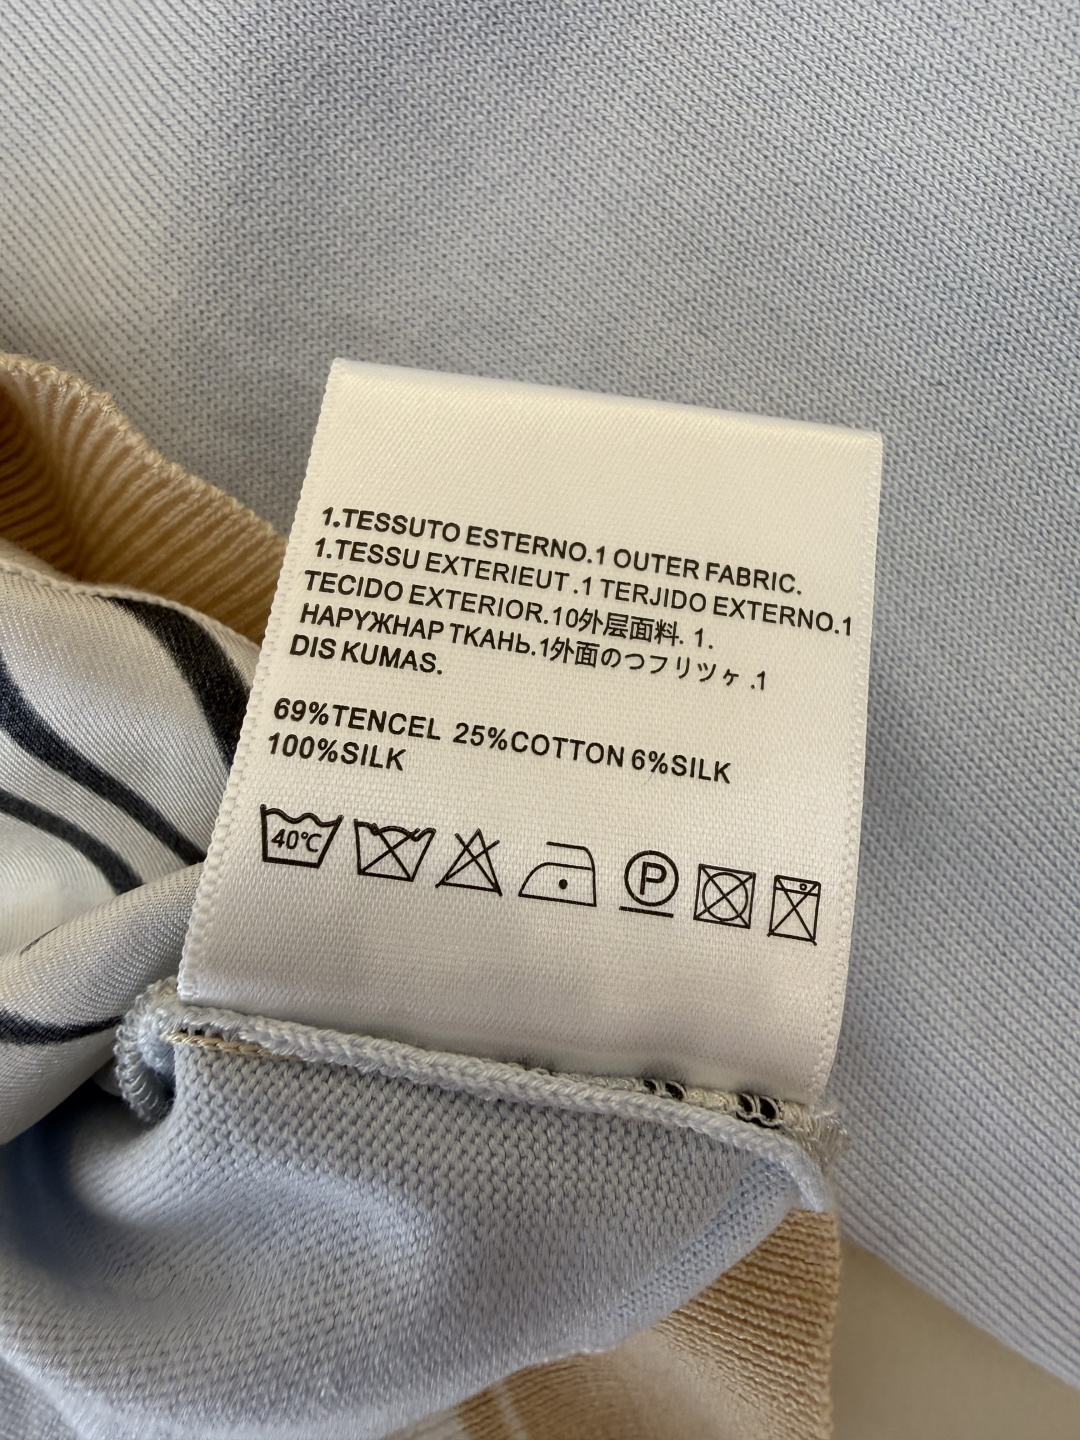 1.TESSUTO ESTERNO.1 OUTER FABRIC.
1.TESSU EXTERIEUT .1 TERJIDO EXTERNO.1
TECIDO EXTERIOR.10外层面料. 1.
НАРУЖНАР ТКАНЬ.1外面のつフリツヶ .1
DIS KUMAS.
69%TENCEL 25%COTTON 6%SILK
100%SILK
40℃ P